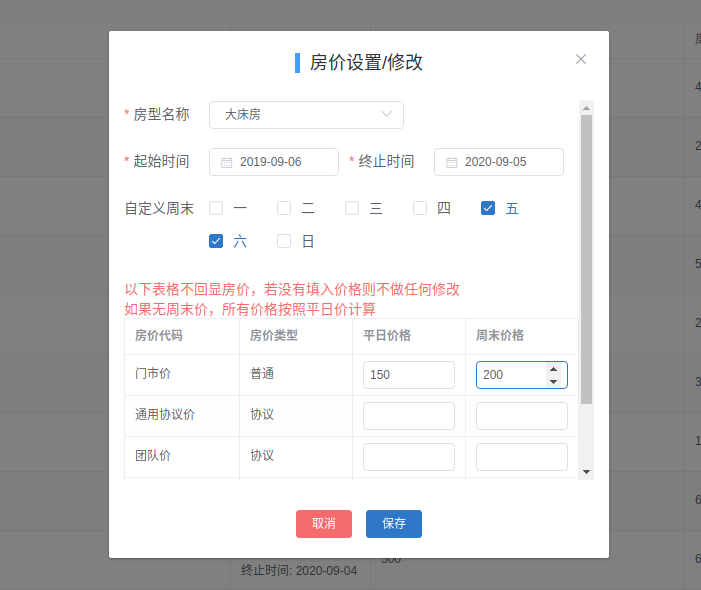 房价设置/修改
* 房型名称 大床房
* 起始时间 2019-09-06 * 终止时间 2020-09-05
自定义周末 一 二 三 四 五
六 日
以下表格不回显房价，若没有填入价格则不做任何修改
如果无周末价，所有价格按照平日价计算
房价代码 房价类型 平日价格 周末价格
门市价 普通 150 200
通用协议价 协议
团队价 协议
取消 保存
终止时间: 2020-09-04